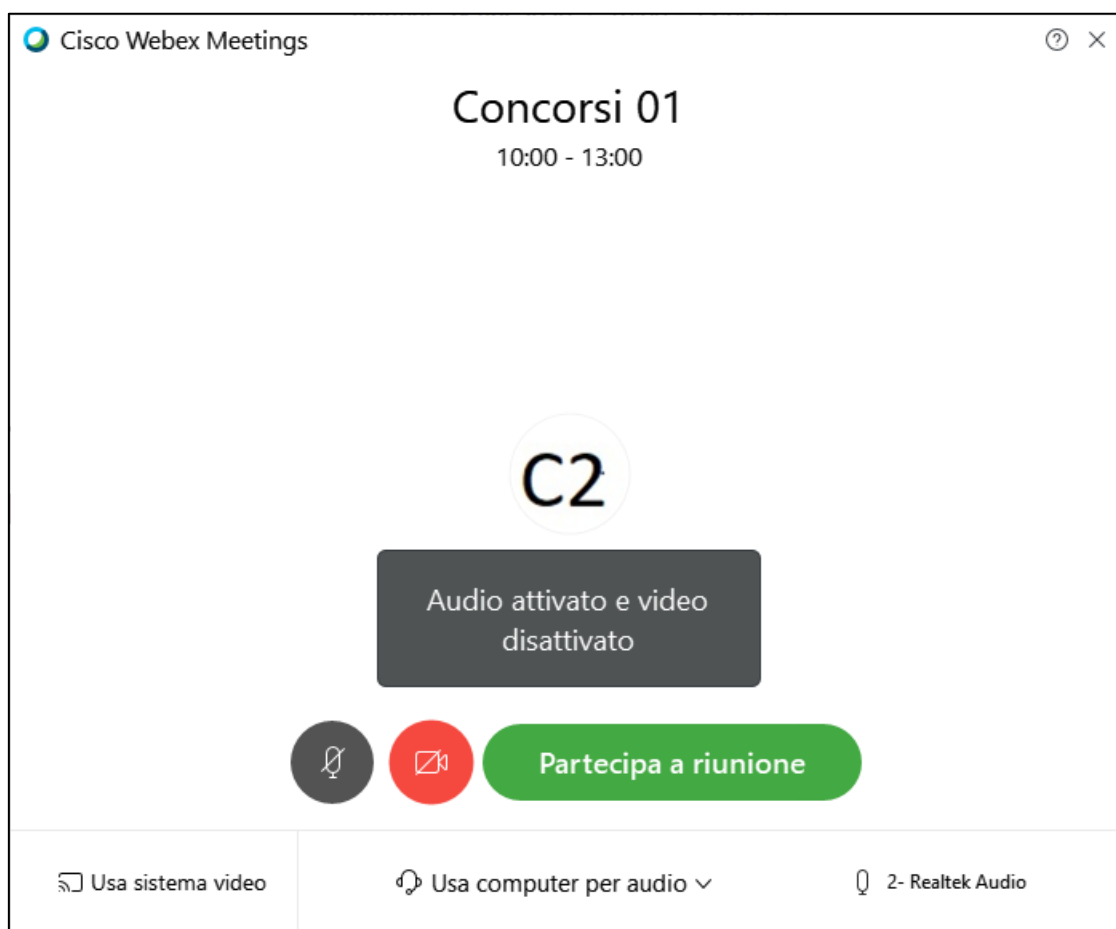 Cisco Webex Meetings
Concorsi 01
10:00 - 13:00
C2
Audio attivato e video
disattivato
Partecipa a riunione
Usa sistema video
Usa computer per audio
2- Realtek Audio